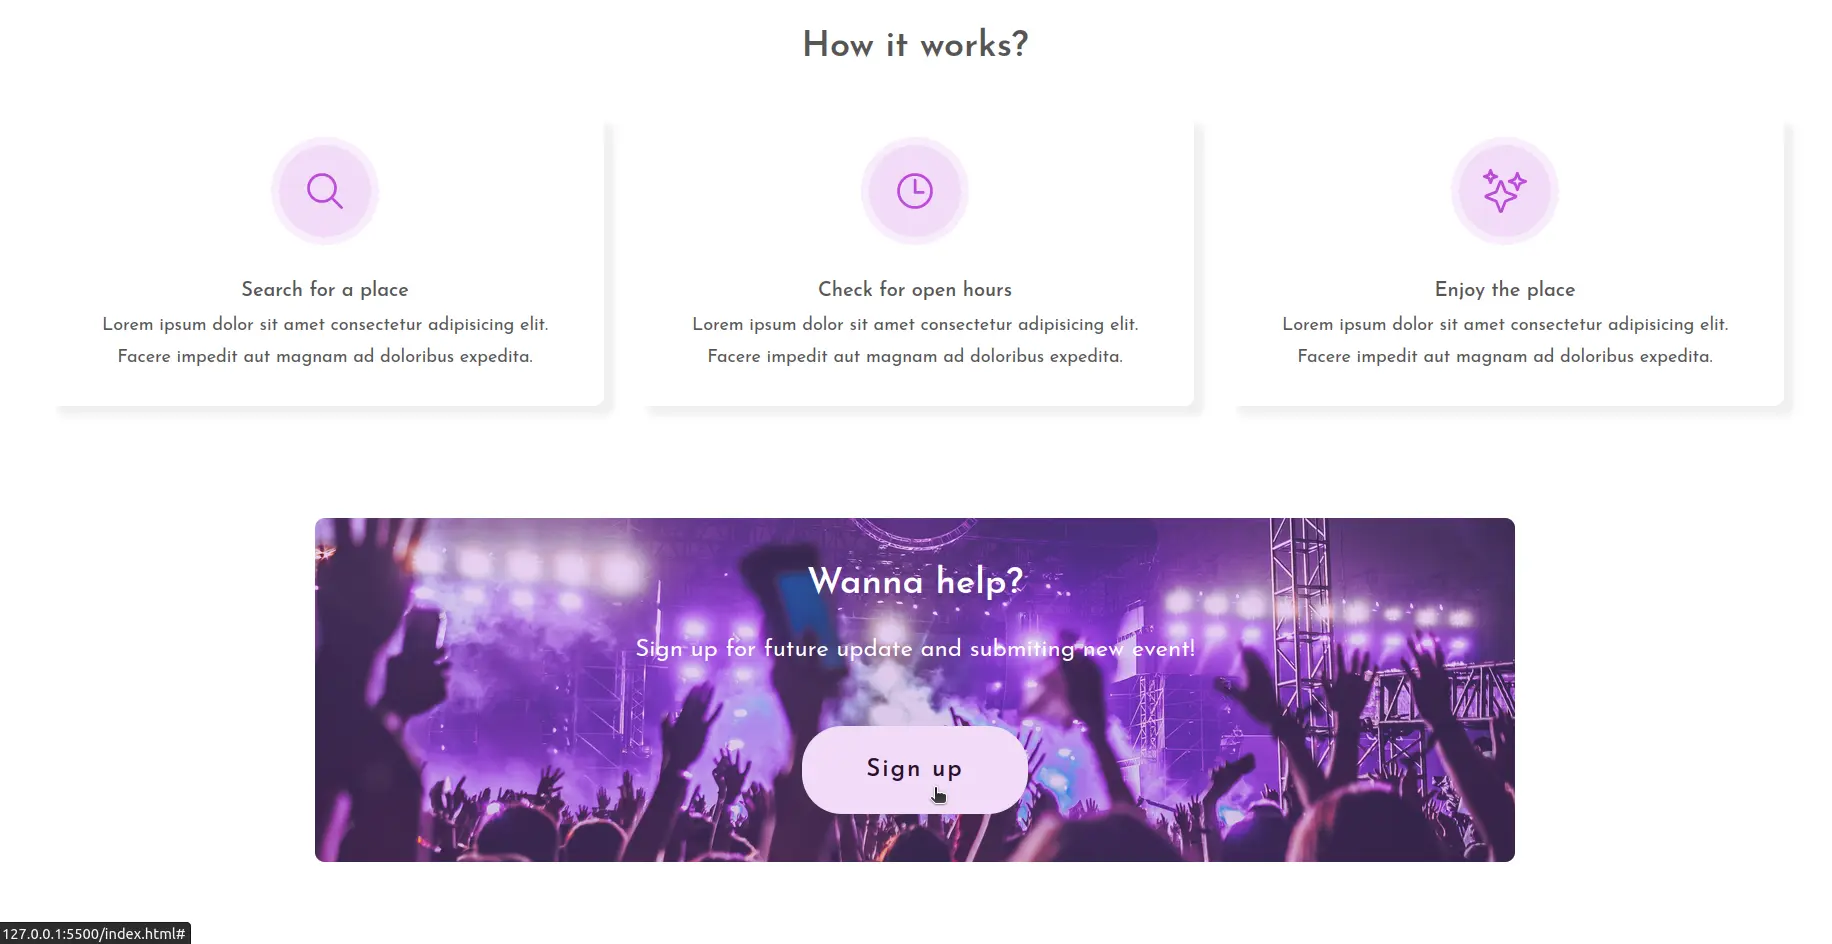 How it works?
Search for a place
Lorem ipsum dolor sit amet consectetur adipisicing elit.
Facere impedit aut magnam ad doloribus expedita.
Check for open hours
Lorem ipsum dolor sit amet consectetur adipisicing elit.
Facere impedit aut magnam ad doloribus expedita.
Enjoy the place
Lorem ipsum dolor sit amet consectetur adipisicing elit.
Facere impedit aut magnam ad doloribus expedita.
Wanna help?
Sign up for future update and submiting new event!
Sign up
127.0.0.1:5500/index.html#